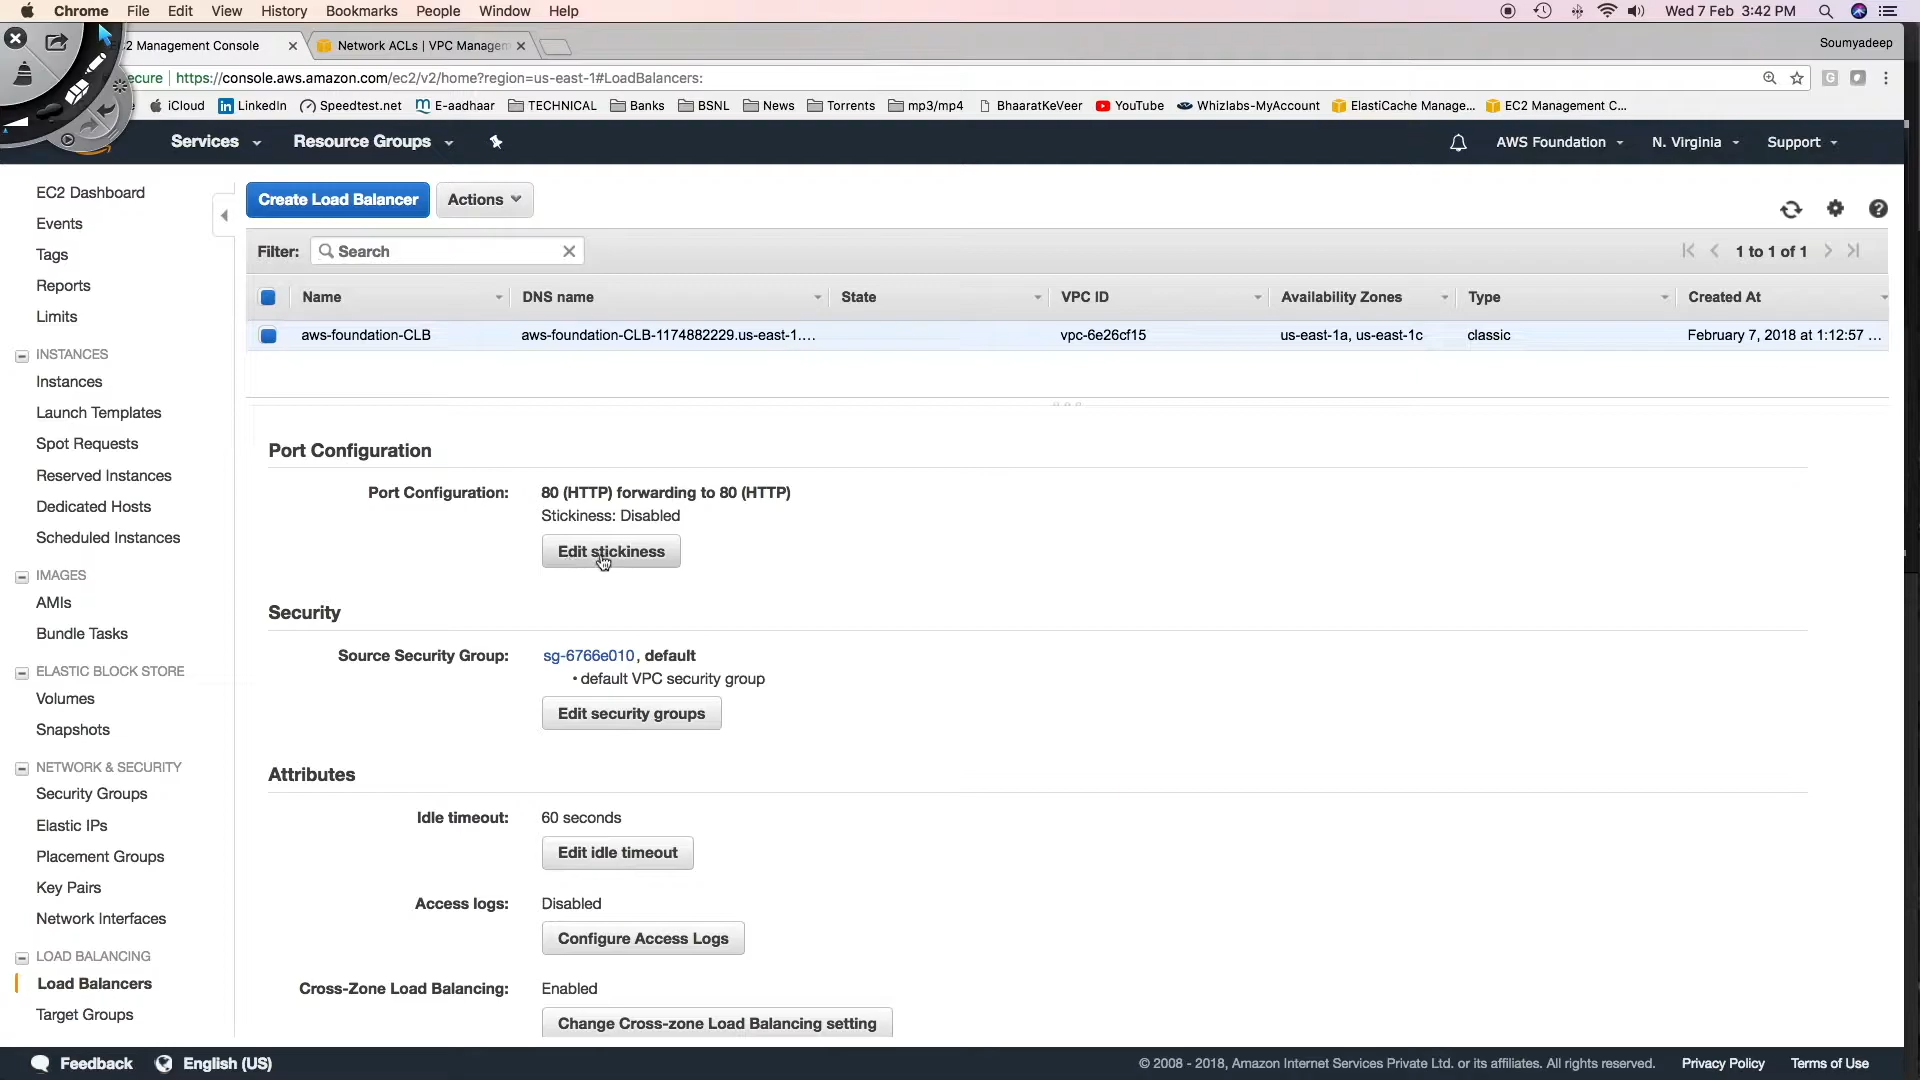 Chrome File Edit View History Bookmarks People Window Help Wed 7 Feb 3:42 PM
2 Management Console Network ACLs | VPC Managem Soumyadeep
ecure https://console.aws.amazon.com/ec2/v2/home?region=us-east-1#LoadBalancers:
iCloud LinkedIn Speedtest.net E-aadhaar TECHNICAL Banks BSNL News Torrents mp3/mp4 BhaaratKeVeer YouTube Whizlabs-MyAccount ElastiCache Manage... EC2 Management C...
Services Resource Groups AWS Foundation N. Virginia Support
EC2 Dashboard
Events
Tags
Reports
Limits
INSTANCES
Instances
Launch Templates
Spot Requests
Reserved Instances
Dedicated Hosts
Scheduled Instances
IMAGES
AMIs
Bundle Tasks
ELASTIC BLOCK STORE
Volumes
Snapshots
NETWORK & SECURITY
Security Groups
Elastic IPs
Placement Groups
Key Pairs
Network Interfaces
LOAD BALANCING
Load Balancers
Target Groups
Create Load Balancer Actions
Filter: Search 1 to 1 of 1
Name DNS name State VPC ID Availability Zones Type Created At
aws-foundation-CLB aws-foundation-CLB-1174882229.us-east-1.... vpc-6e26cf15 us-east-1a, us-east-1c classic February 7, 2018 at 1:12:57 ...
Port Configuration
Port Configuration: 80 (HTTP) forwarding to 80 (HTTP)
Stickiness: Disabled
Edit stickiness
Security
Source Security Group: sg-6766e010, default
• default VPC security group
Edit security groups
Attributes
Idle timeout: 60 seconds
Edit idle timeout
Access logs: Disabled
Configure Access Logs
Cross-Zone Load Balancing: Enabled
Change Cross-zone Load Balancing setting
Feedback English (US) © 2008 - 2018, Amazon Internet Services Private Ltd. or its affiliates. All rights reserved. Privacy Policy Terms of Use